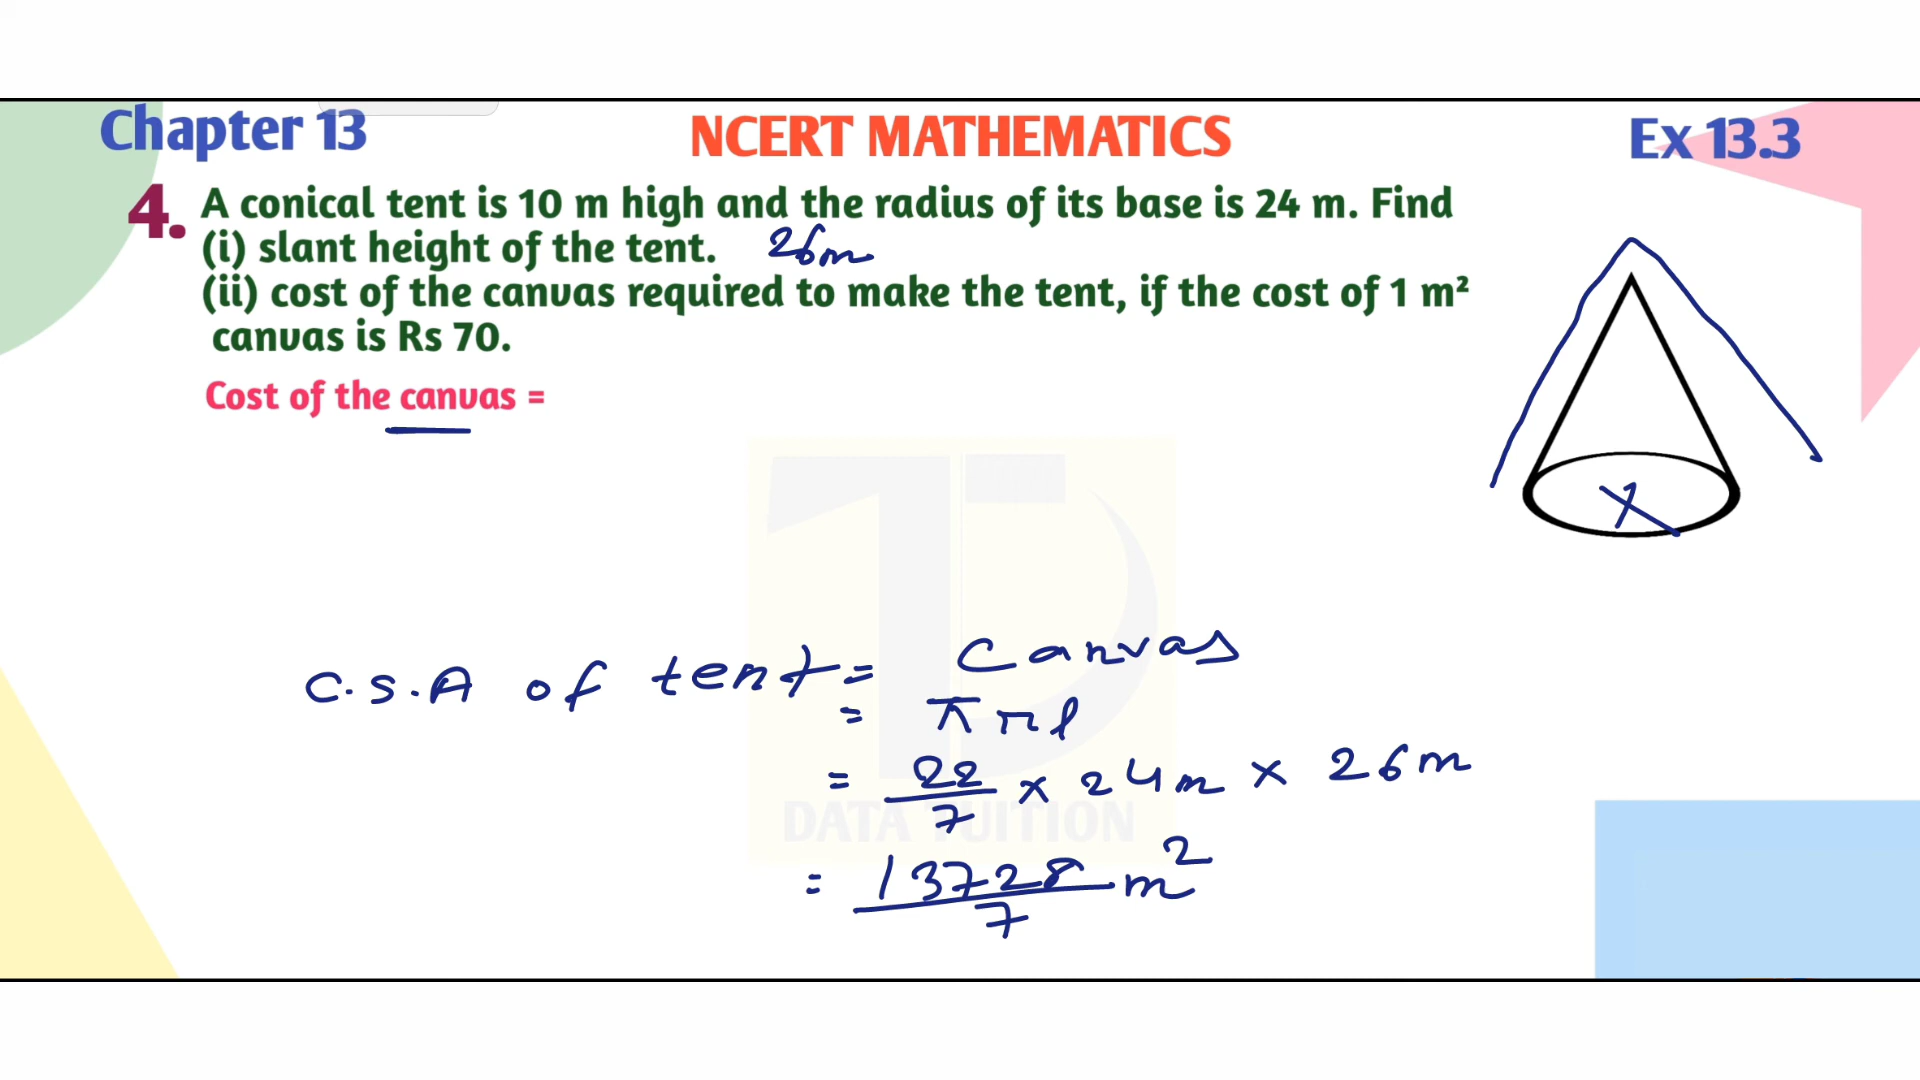 Chapter 13
NCERT MATHEMATICS
Ex 13.3
4. A conical tent is 10 m high and the radius of its base is 24 m. Find
(i) slant height of the tent. 26m
(ii) cost of the canvas required to make the tent, if the cost of 1 m²
canvas is Rs 70.
Cost of the canvas =
C.S.A of tent = Canvas
= πrl
= 22/7 × 24m × 26m
= 13728/7 m²
DATA TUITION